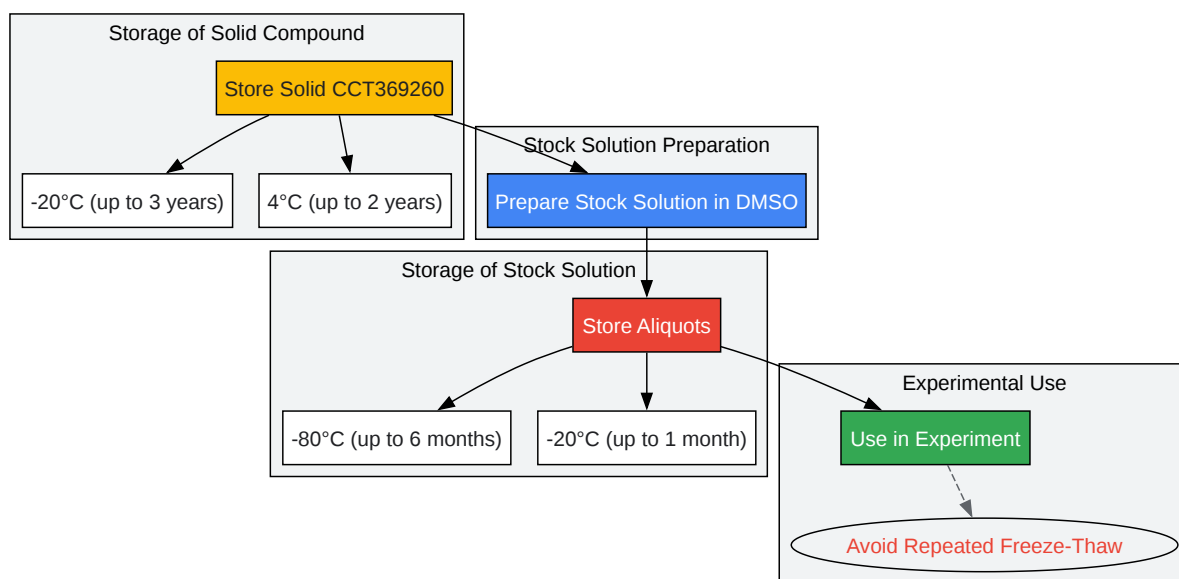 Storage of Solid Compound
Store Solid CCT369260
-20°C (up to 3 years)
4°C (up to 2 years)
Stock Solution Preparation
Prepare Stock Solution in DMSO
Storage of Stock Solution
Store Aliquots
-80°C (up to 6 months)
-20°C (up to 1 month)
Experimental Use
Use in Experiment
Avoid Repeated Freeze-Thaw